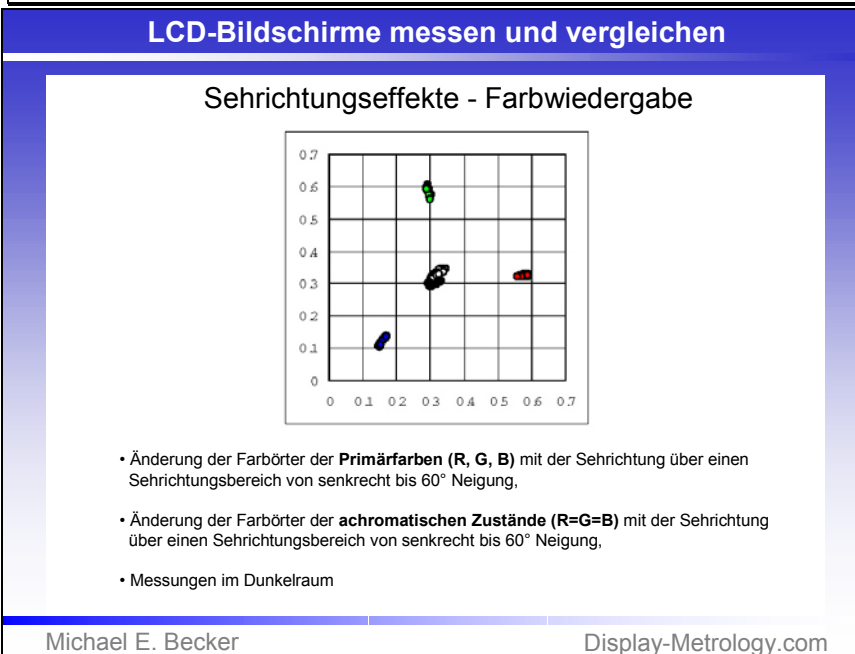 LCD-Bildschirme messen und vergleichen
Sehrichtungseffekte - Farbwiedergabe
0.7
0.6
0.5
0.4
0.3
0.2
0.1
0
0 0.1 0.2 0.3 0.4 0.5 0.6 0.7
• Änderung der Farbörter der Primärfarben (R, G, B) mit der Sehrichtung über einen
Sehrichtungsbereich von senkrecht bis 60° Neigung,
• Änderung der Farbörter der achromatischen Zustände (R=G=B) mit der Sehrichtung
über einen Sehrichtungsbereich von senkrecht bis 60° Neigung,
• Messungen im Dunkelraum
Michael E. Becker
Display-Metrology.com